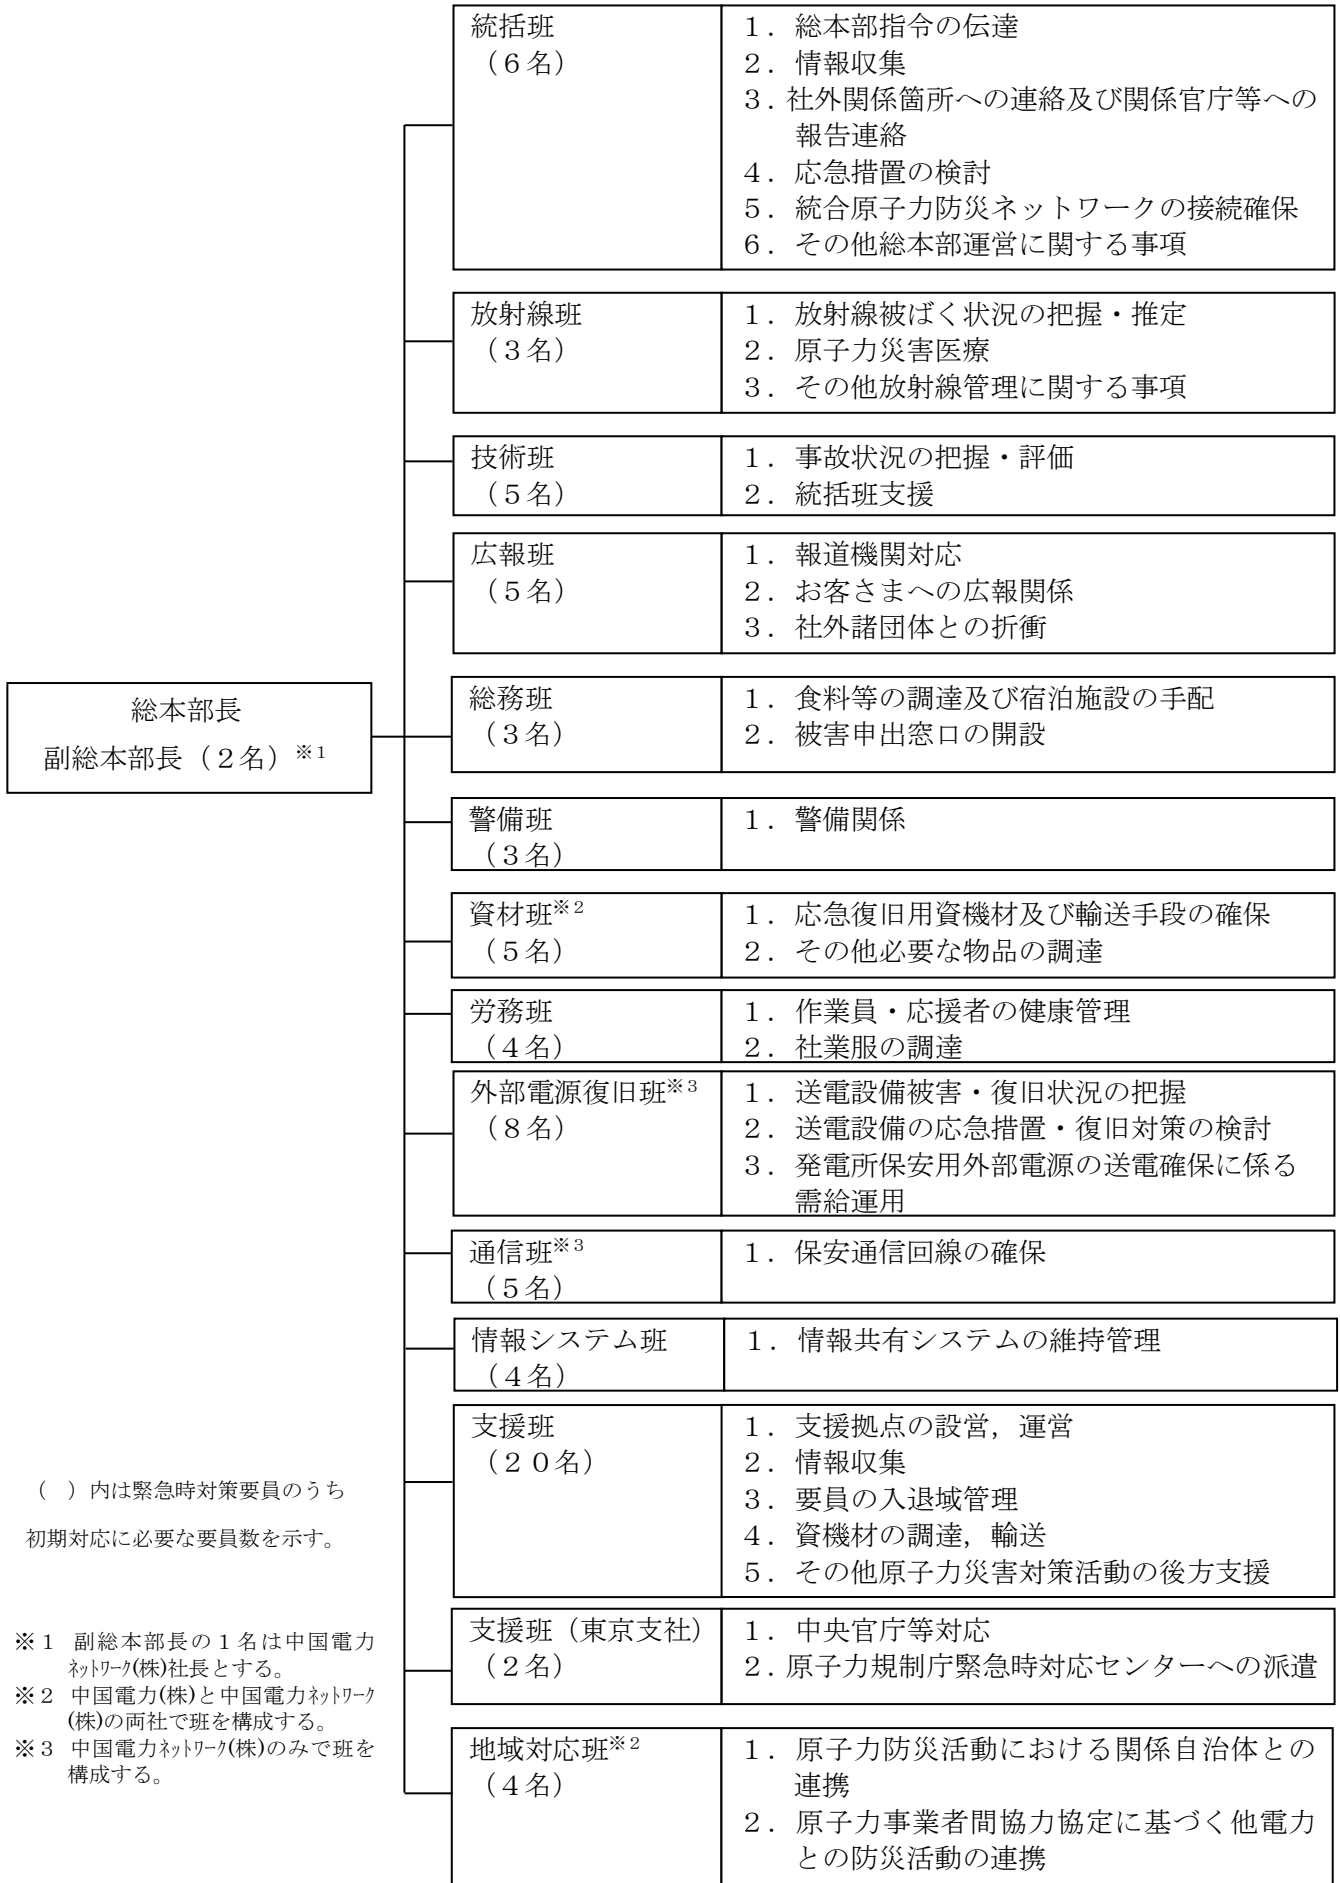 統括班
（６名）
１．総本部指令の伝達
２．情報収集
３．社外関係箇所への連絡及び関係官庁等への
報告連絡
４．応急措置の検討
５．統合原子力防災ネットワークの接続確保
６．その他総本部運営に関する事項
放射線班
（３名）
１．放射線被ばく状況の把握・推定
２．原子力災害医療
３．その他放射線管理に関する事項
技術班
（５名）
１．事故状況の把握・評価
２．統括班支援
広報班
（５名）
１．報道機関対応
２．お客さまへの広報関係
３．社外諸団体との折衝
総本部長
副総本部長（２名）※１
総務班
（３名）
１．食料等の調達及び宿泊施設の手配
２．被害申出窓口の開設
警備班
（３名）
１．警備関係
資材班※２
（５名）
１．応急復旧用資機材及び輸送手段の確保
２．その他必要な物品の調達
労務班
（４名）
１．作業員・応援者の健康管理
２．社業服の調達
外部電源復旧班※３
（８名）
１．送電設備被害・復旧状況の把握
２．送電設備の応急措置・復旧対策の検討
３．発電所保安用外部電源の送電確保に係る
需給運用
通信班※３
（５名）
１．保安通信回線の確保
情報システム班
（４名）
１．情報共有システムの維持管理
支援班
（２０名）
１．支援拠点の設営，運営
２．情報収集
３．要員の入退域管理
４．資機材の調達，輸送
５．その他原子力災害対策活動の後方支援
支援班（東京支社）
（２名）
１．中央官庁等対応
２．原子力規制庁緊急時対応センターへの派遣
地域対応班※２
（４名）
１．原子力防災活動における関係自治体との
連携
２．原子力事業者間協力協定に基づく他電力
との防災活動の連携
（　）内は緊急時対策要員のうち
初期対応に必要な要員数を示す。
※１　副総本部長の１名は中国電力
ﾈｯﾄﾜｰｸ(株)社長とする。
※２　中国電力(株)と中国電力ﾈｯﾄﾜｰｸ
(株)の両社で班を構成する。
※３　中国電力ﾈｯﾄﾜｰｸ(株)のみで班を
構成する。